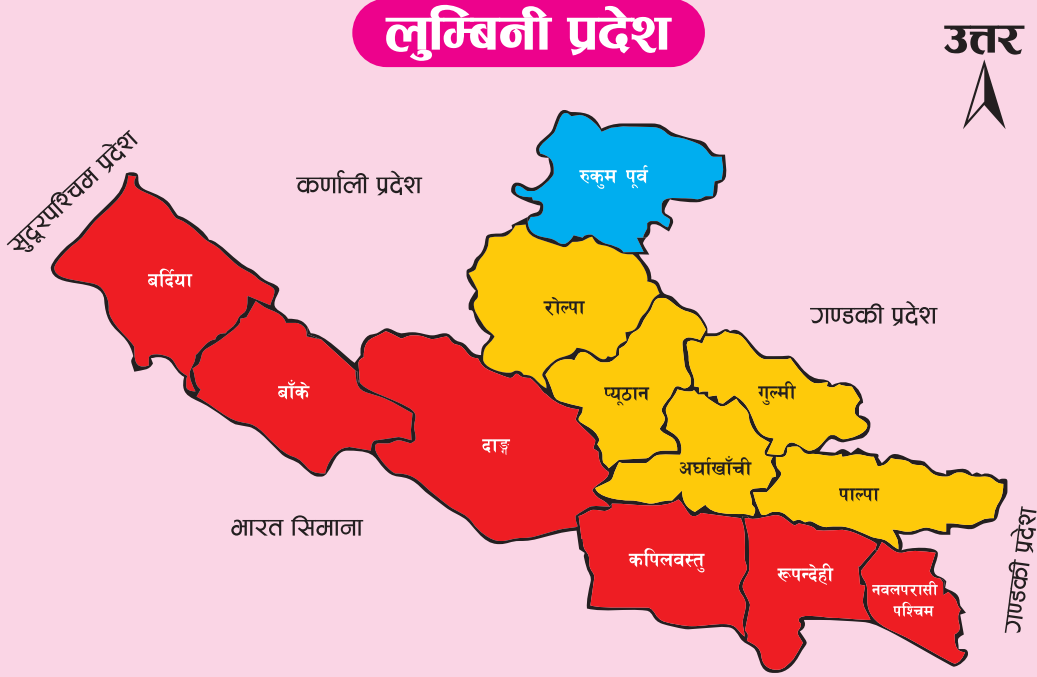 लुम्बिनी प्रदेश
उत्तर
सुदूरपश्चिम प्रदेश
कर्णाली प्रदेश
रुकुम पूर्व
बर्दिया
रोल्पा
गण्डकी प्रदेश
बाँके
प्यूठान
गुल्मी
दाङ्ग
अर्घाखाँची
पाल्पा
भारत सिमाना
कपिलवस्तु
रूपन्देही
नवलपरासी
पश्चिम
गण्डकी प्रदेश